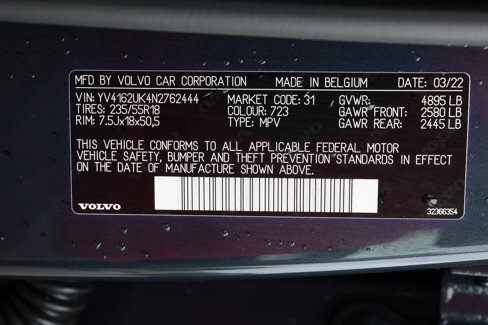 MFD BY VOLVO CAR CORPORATION MADE IN BELGIUM DATE: 03/22
VIN: YV4162UK4N2762444 MARKET CODE: 31 GVWR: 4895 LB
TIRES: 235/55R18 COLOUR: 723 GAWR FRONT: 2580 LB
RIM: 7.5Jx18x50,5 TYPE: MPV GAWR REAR: 2445 LB
THIS VEHICLE CONFORMS TO ALL APPLICABLE FEDERAL MOTOR
VEHICLE SAFETY, BUMPER AND THEFT PREVENTION STANDARDS IN EFFECT
ON THE DATE OF MANUFACTURE SHOWN ABOVE.
VOLVO 32366354